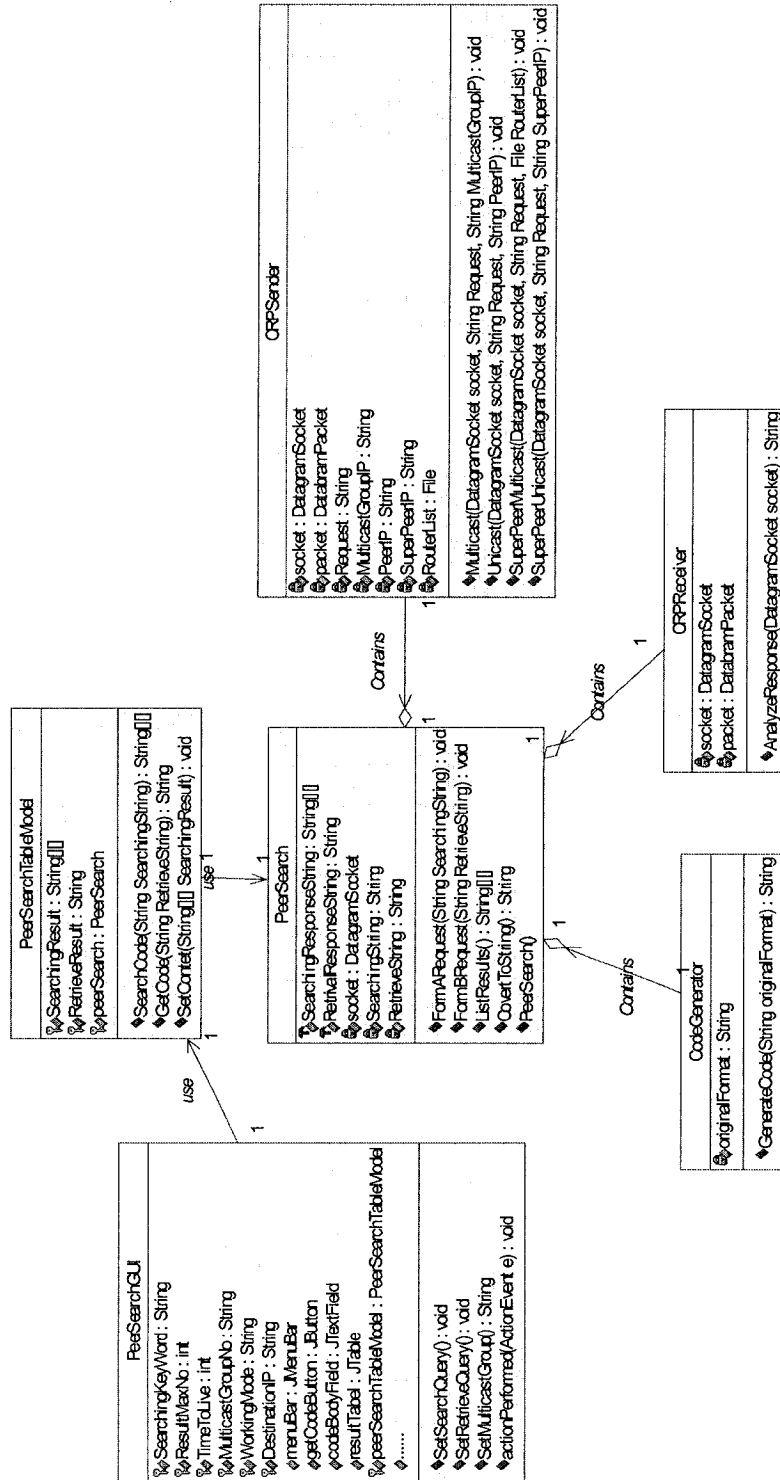 PeeSearchGUI
SearchingKeyWord : String
ResultMaxNo : int
TimeToLive : int
MulticastGroupNo : String
WorkingMode : String
DestinationIP : String
menuBar : JMenuBar
getCodeButton : JButton
codeBodyField : JTextField
resultTabel : JTable
peerSearchTableModel : PeerSearchTableModel
......
SetSearchQuery() : void
SetRetrieveQuery() : void
SetMulticastGroup() : String
actionPerformed(ActionEvent e) : void
1
use
1
PeerSearchTableModel
SearchingResult : String[][]
RetrieveResult : String
peerSearch : PeerSearch
SearchCode(String SearchingString) : String[][]
GetCode(String RetrieveString) : String
SetContet(String[][] SearchingResult) : void
use
1
1
PeerSearch
SearchingResponseString : String[][]
RetrivalResponseString : String
socket : DatagramSocket
SearchingString : String
RetrieveString : String
FormARequest(String SearchingString) : void
FormBRequest(String RetrieveString) : void
ListResults() : String[][]
CovertToString() : String
PeerSearch()
1
Contains
1
CRPSender
socket : DatagramSocket
packet : DatabramPacket
Request : String
MulticastGroupIP : String
PeerIP : String
SuperPeerIP : String
RouterList : File
Multicast(DatagramSocket socket, String Request, String MulticastGroupIP) : void
Unicast(DatagramSocket socket, String Request, String PeerIP) : void
SuperPeerMulticast(DatagramSocket socket, String Request, File RouterList) : void
SuperPeerUnicast(DatagramSocket socket, String Request, String SuperPeerIP) : void
1
Contains
1
CodeGenerator
originalFormat : String
GenerateCode(String originalFormat) : String
1
Contains
1
CRPReceiver
socket : DatagramSocket
packet : DatabramPacket
AnalyzeResponse(DatagramSocket socket) : String